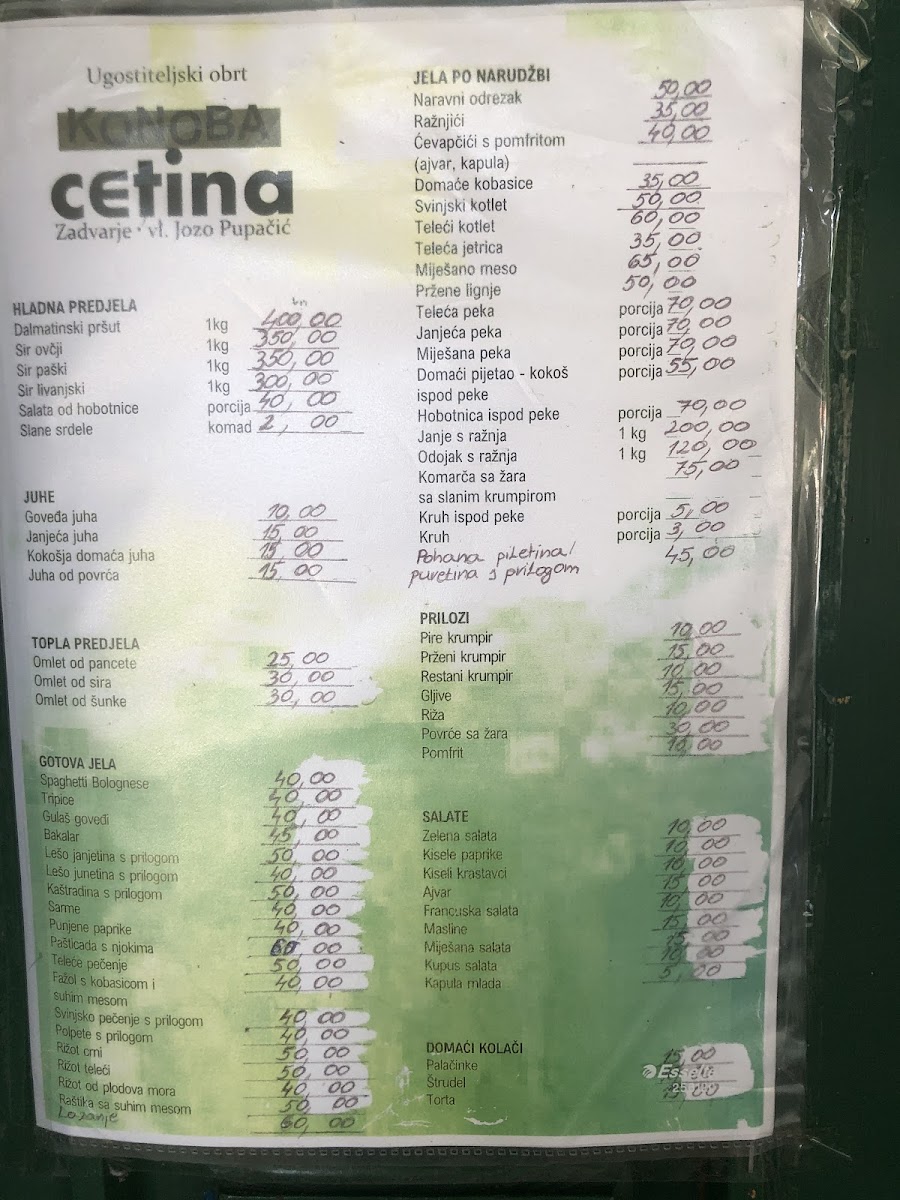 Ugostiteljski obrt
KONOBA
cetina
Zadvarje · vl. Jozo Pupačić
HLADNA PREDJELA kn
Dalmatinski pršut 1kg 400,00
Sir ovčji 1kg 350,00
Sir paški 1kg 350,00
Sir livanjski 1kg 300,00
Salata od hobotnice porcija 40,00
Slane srdele komad 2,00
JUHE
Goveđa juha 10,00
Janjeća juha 15,00
Kokošja domaća juha 15,00
Juha od povrća 15,00
TOPLA PREDJELA
Omlet od pancete 25,00
Omlet od sira 30,00
Omlet od šunke 30,00
GOTOVA JELA
Spaghetti Bolognese 40,00
Tripice 40,00
Gulaš goveđi 40,00
Bakalar 45,00
Lešo janjetina s prilogom 50,00
Lešo junetina s prilogom 40,00
Kaštradina s prilogom 50,00
Sarme 40,00
Punjene paprike 40,00
Pašticada s njokima 60,00
Teleće pečenje 50,00
Fažol s kobasicom i 40,00
suhim mesom
Svinjsko pečenje s prilogom 40,00
Polpete s prilogom 40,00
Rižot crni 50,00
Rižot teleći 50,00
Rižot od plodova mora 40,00
Raštika sa suhim mesom 50,00
Lazanje 60,00
JELA PO NARUDŽBI
Naravni odrezak 50,00
Ražnjići 35,00
Ćevapčići s pomfritom 40,00
(ajvar, kapula)
Domaće kobasice 35,00
Svinjski kotlet 50,00
Teleći kotlet 60,00
Teleća jetrica 35,00
Miješano meso 65,00
Pržene lignje 50,00
Teleća peka porcija 70,00
Janjeća peka porcija 70,00
Miješana peka porcija 70,00
Domaći pijetao - kokoš porcija 55,00
ispod peke
Hobotnica ispod peke porcija 70,00
Janje s ražnja 1 kg 200,00
Odojak s ražnja 1 kg 120,00
Komarča sa žara 75,00
sa slanim krumpirom
Kruh ispod peke porcija 5,00
Kruh porcija 3,00
Pohana piletina/ 45,00
puretina s prilogom
PRILOZI
Pire krumpir 10,00
Prženi krumpir 15,00
Restani krumpir 10,00
Gljive 15,00
Riža 10,00
Povrće sa žara 30,00
Pomfrit 10,00
SALATE
Zelena salata 10,00
Kisele paprike 10,00
Kiseli krastavci 10,00
Ajvar 15,00
Francuska salata 10,00
Masline 15,00
Miješana salata 15,00
Kupus salata 10,00
Kapula mlada 5,00
DOMAĆI KOLAČI
Palačinke 15,00
Štrudel
Torta 15,00
Esselte